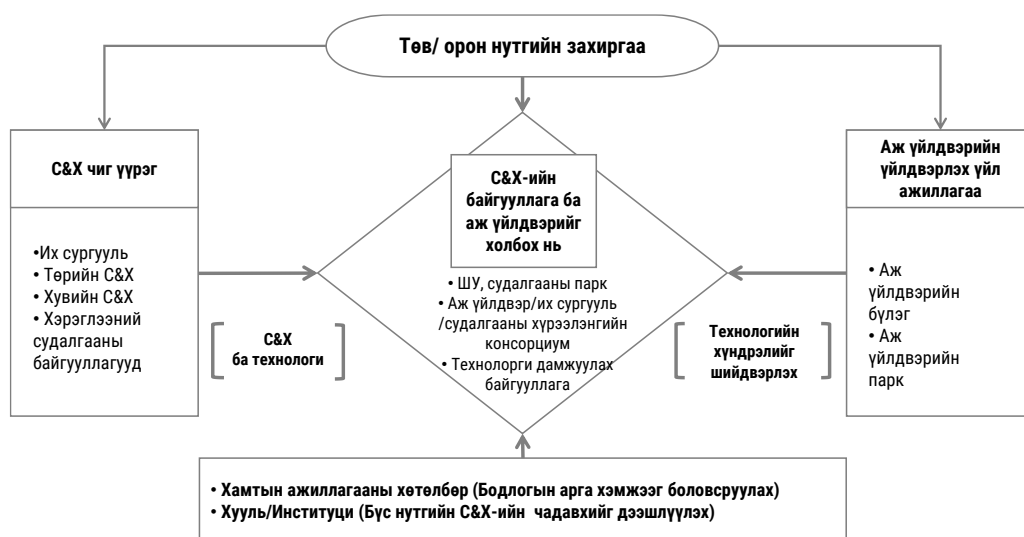 Төв/ орон нутгийн захиргаа
С&Х чиг үүрэг
•Их сургууль
• Төрийн С&Х
• Хувийн С&Х
• Хэрэглээний
судалгааны
байгууллагууд
С&Х
ба технологи
С&Х-ийн
байгууллага ба
аж үйлдвэрийг
холбох нь
• ШУ, судалгааны парк
• Аж үйлдвэр/их сургууль
/судалгааны хүрээлэнгийн
консорциум
• Технолорги дамжуулах
байгууллага
Технологийн
хүндрэлийг
шийдвэрлэх
Аж үйлдвэрийн
үйлдвэрлэх үйл
ажиллагаа
• Аж
үйлдвэрийн
бүлэг
• Аж
үйлдвэрийн
парк
• Хамтын ажиллагааны хөтөлбөр (Бодлогын арга хэмжээг боловсруулах)
• Хууль/Институци (Бүс нутгийн С&Х-ийн чадавхийг дээшлүүлэх)